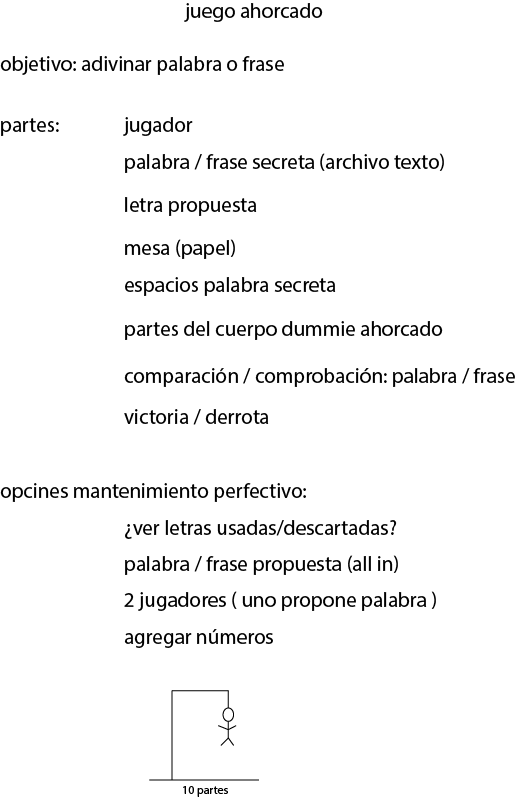 juego ahorcado
objetivo: adivinar palabra o frase
partes: jugador
palabra / frase secreta (archivo texto)
letra propuesta
mesa (papel)
espacios palabra secreta
partes del cuerpo dummie ahorcado
comparación / comprobación: palabra / frase
victoria / derrota
opcines mantenimiento perfectivo:
¿ver letras usadas/descartadas?
palabra / frase propuesta (all in)
2 jugadores ( uno propone palabra )
agregar números
10 partes